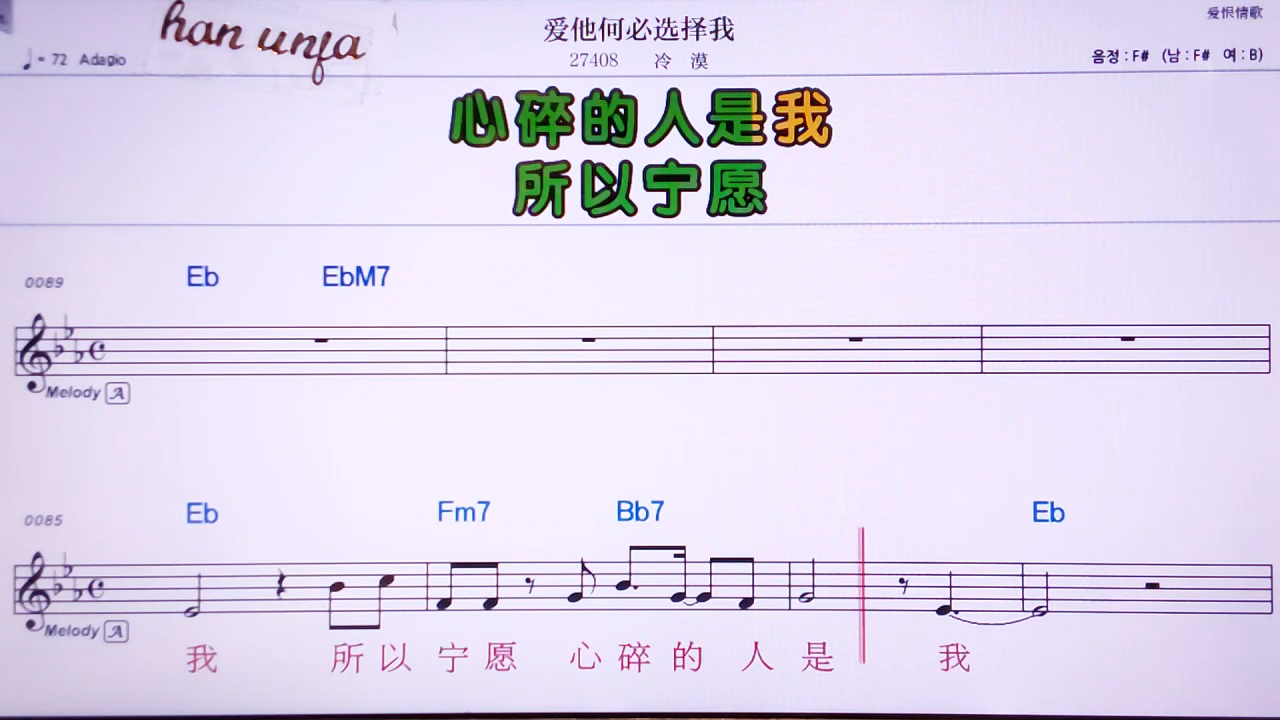 han unja
爱他何必选择我
爱恨情歌
♩= 72 Adagio
27408 冷漠
음정 : F# (남 : F# 여 : B)
心碎的人是我
所以宁愿
0089 Eb EbM7
Melody A
0085 Eb Fm7 Bb7 Eb
Melody A
我 所以宁愿 心碎的人是 我